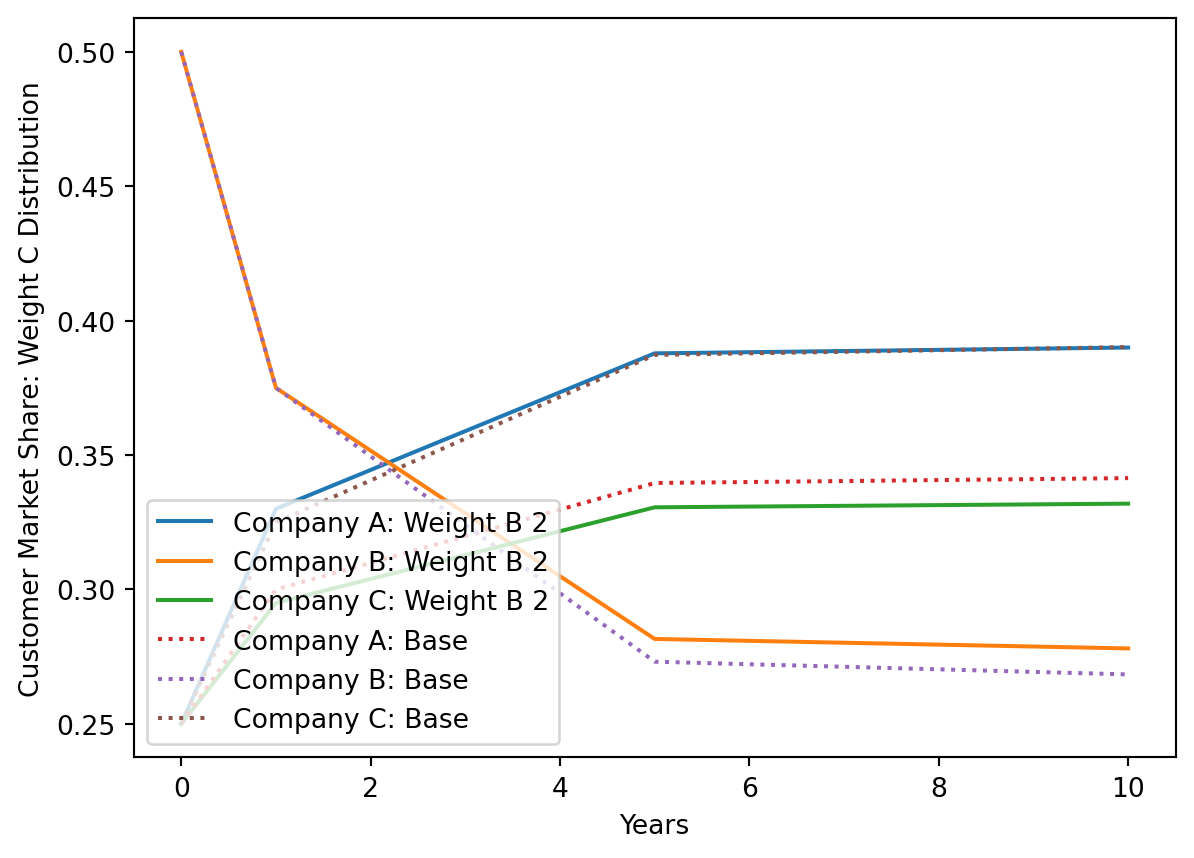 Customer Market Share: Weight C Distribution
0.50
0.45
0.40
0.35
0.30
0.25
Company A: Weight B 2
Company B: Weight B 2
Company C: Weight B 2
Company A: Base
Company B: Base
Company C: Base
0 2 4 6 8 10
Years